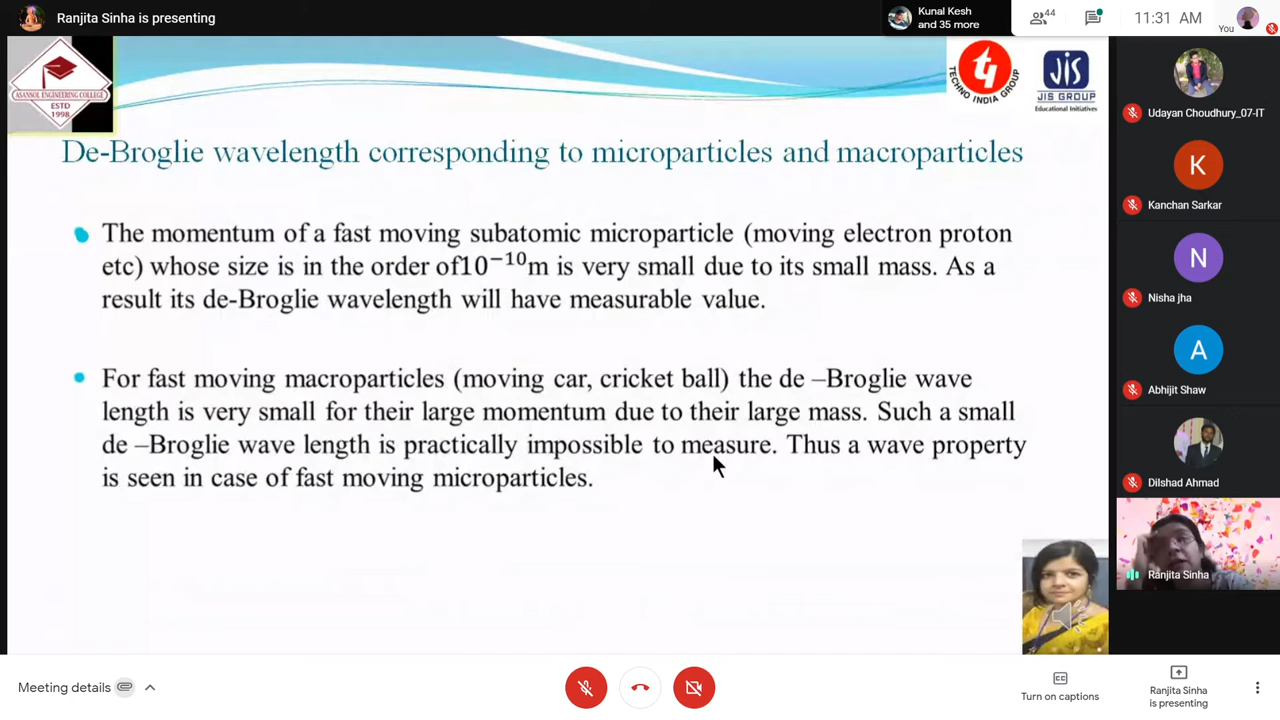 Ranjita Sinha is presenting
Kunal Kesh
and 35 more
44
11:31 AM
You
ASANSOL ENGINEERING COLLEGE
ESTD
1998
TECHNO INDIA GROUP
JIS
JIS GROUP
Educational Initiatives
De-Broglie wavelength corresponding to microparticles and macroparticles
The momentum of a fast moving subatomic microparticle (moving electron proton
etc) whose size is in the order of10⁻¹⁰m is very small due to its small mass. As a
result its de-Broglie wavelength will have measurable value.
For fast moving macroparticles (moving car, cricket ball) the de –Broglie wave
length is very small for their large momentum due to their large mass. Such a small
de –Broglie wave length is practically impossible to measure. Thus a wave property
is seen in case of fast moving microparticles.
Udayan Choudhury_07-IT
K
Kanchan Sarkar
N
Nisha jha
A
Abhijit Shaw
Dilshad Ahmad
Ranjita Sinha
Meeting details
CC
Turn on captions
Ranjita Sinha
is presenting